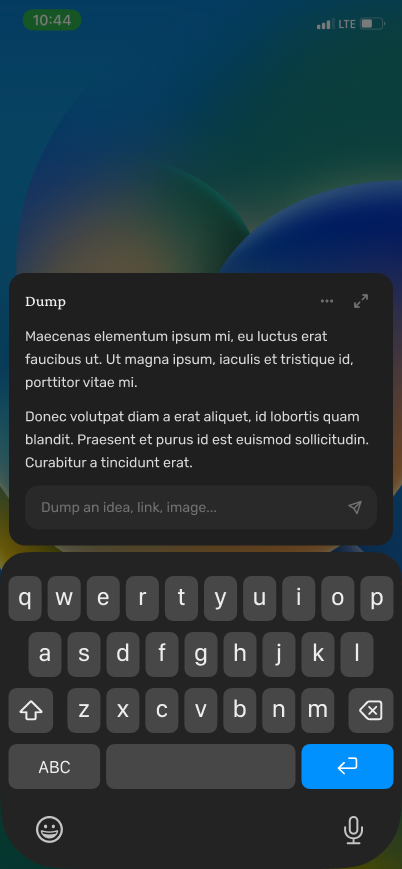 10:44
LTE
Dump
Maecenas elementum ipsum mi, eu luctus erat
faucibus ut. Ut magna ipsum, iaculis et tristique id,
porttitor vitae mi.
Donec volutpat diam a erat aliquet, id lobortis quam
blandit. Praesent et purus id est euismod sollicitudin.
Curabitur a tincidunt erat.
Dump an idea, link, image...
q w e r t y u i o p
a s d f g h j k l
z x c v b n m
ABC